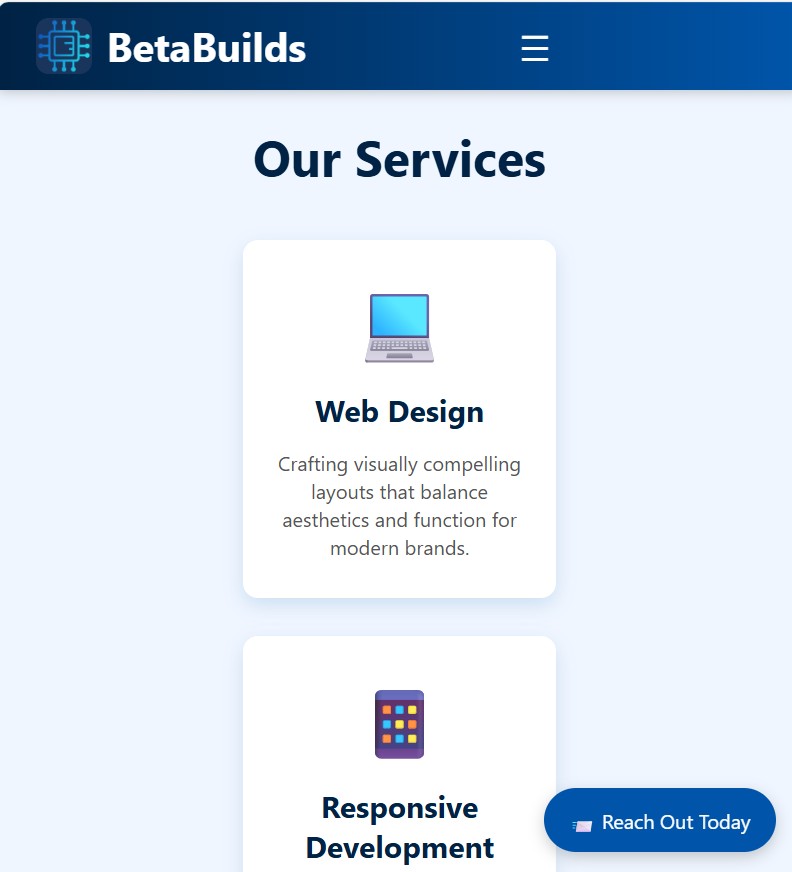 BetaBuilds
Our Services
Web Design
Crafting visually compelling
layouts that balance
aesthetics and function for
modern brands.
Responsive
Development
Reach Out Today